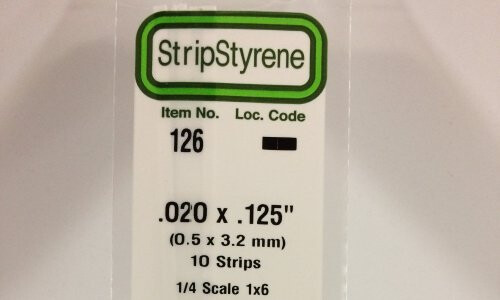 StripStyrene
Item No. Loc. Code
126
.020 x .125"
(0.5 x 3.2 mm)
10 Strips
1/4 Scale 1x6